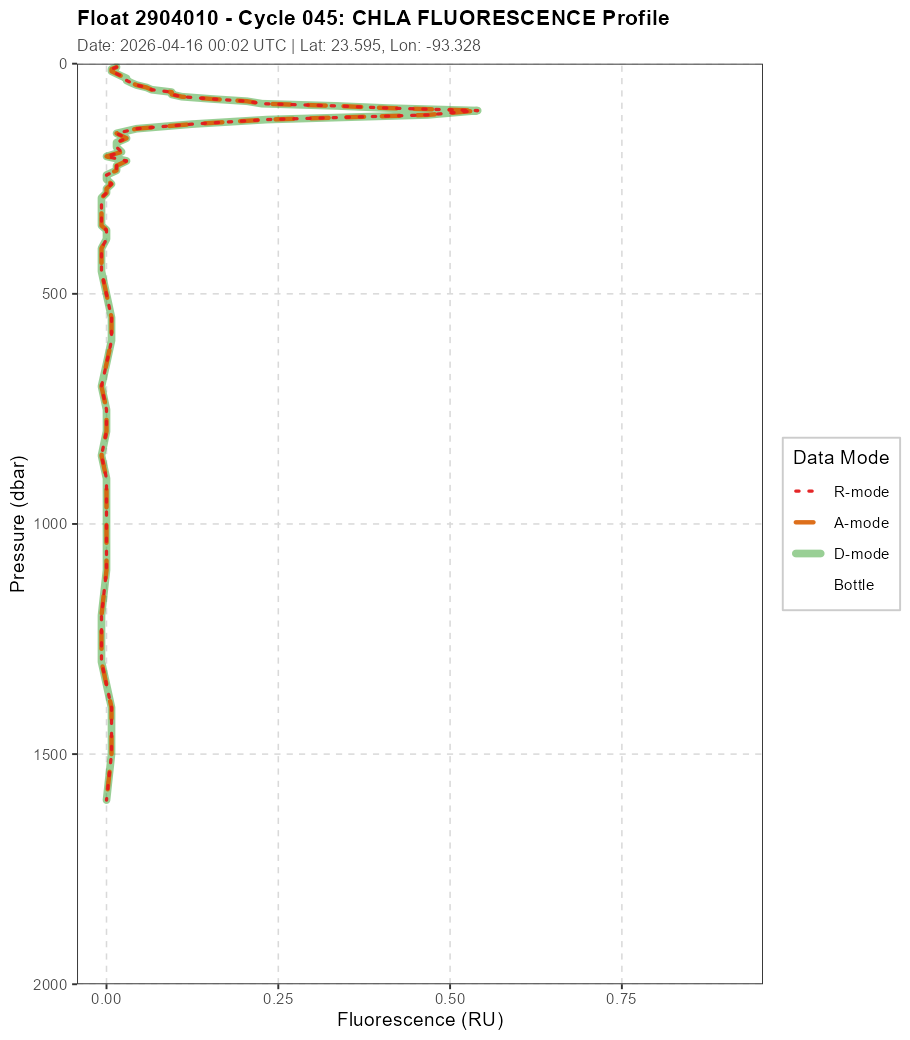 Float 2904010 - Cycle 045: CHLA FLUORESCENCE Profile
Date: 2026-04-16 00:02 UTC | Lat: 23.595, Lon: -93.328
0
500
1000
1500
2000
Pressure (dbar)
0.00
0.25
0.50
0.75
Fluorescence (RU)
Data Mode
R-mode
A-mode
D-mode
Bottle